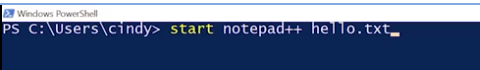 Windows PowerShell
PS C:\Users\cindy> start notepad++ hello.txt